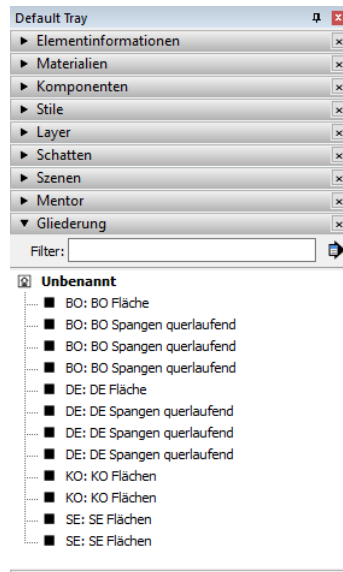 Default Tray
Elementinformationen
Materialien
Komponenten
Stile
Layer
Schatten
Szenen
Mentor
Gliederung
Filter:
Unbenannt
BO: BO Fläche
BO: BO Spangen querlaufend
BO: BO Spangen querlaufend
BO: BO Spangen querlaufend
DE: DE Fläche
DE: DE Spangen querlaufend
DE: DE Spangen querlaufend
DE: DE Spangen querlaufend
KO: KO Flächen
KO: KO Flächen
SE: SE Flächen
SE: SE Flächen